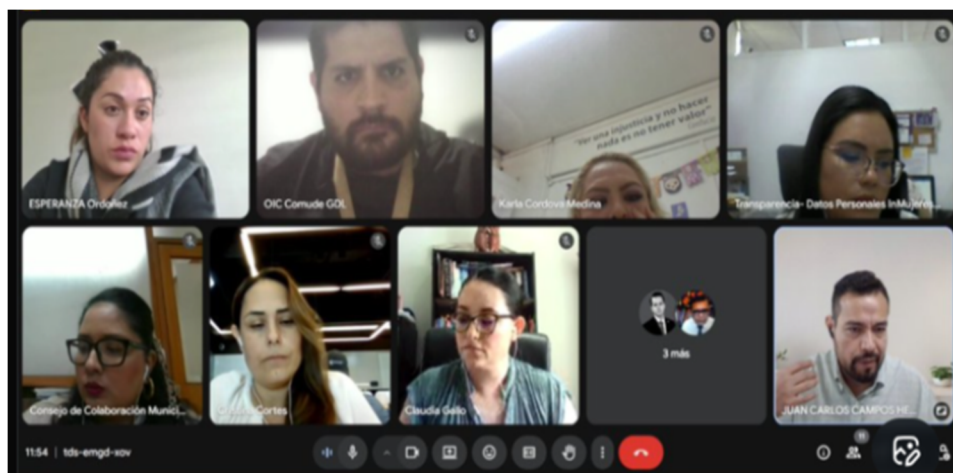 ESPERANZA Ordoñez
OIC Comude GDL
"Ver una injusticia y no hacer
nada es no tener valor"
Karla Cordova Medina
Transparencia- Datos Personales InMujeres...
Consejo de Colaboración Munici...
Cortes
Claudia Gallo
3 más
JUAN CARLOS CAMPOS HE...
11:54 | tds-emgd-xov
11